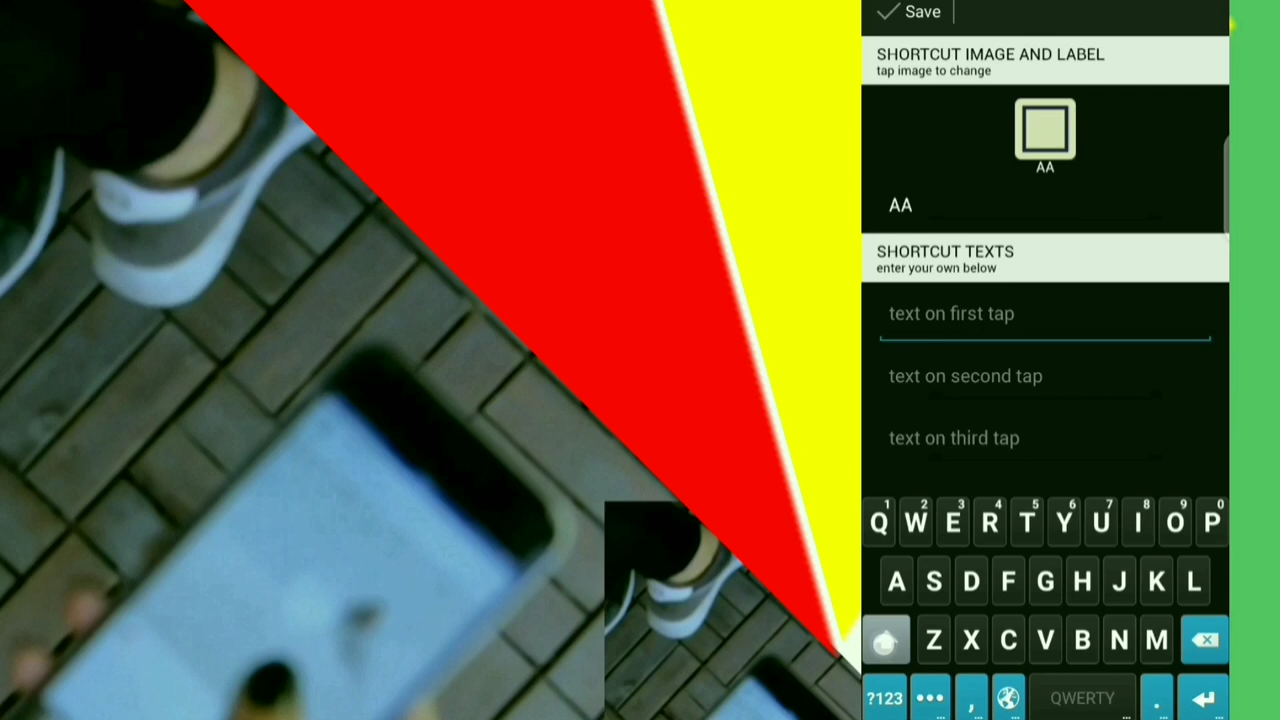 Save
SHORTCUT IMAGE AND LABEL
tap image to change
AA
AA
SHORTCUT TEXTS
enter your own below
text on first tap
text on second tap
text on third tap
1 2 3 4 5 6 7 8 9 0
Q W E R T Y U I O P
A S D F G H J K L
Z X C V B N M
?123 ••• , QWERTY .